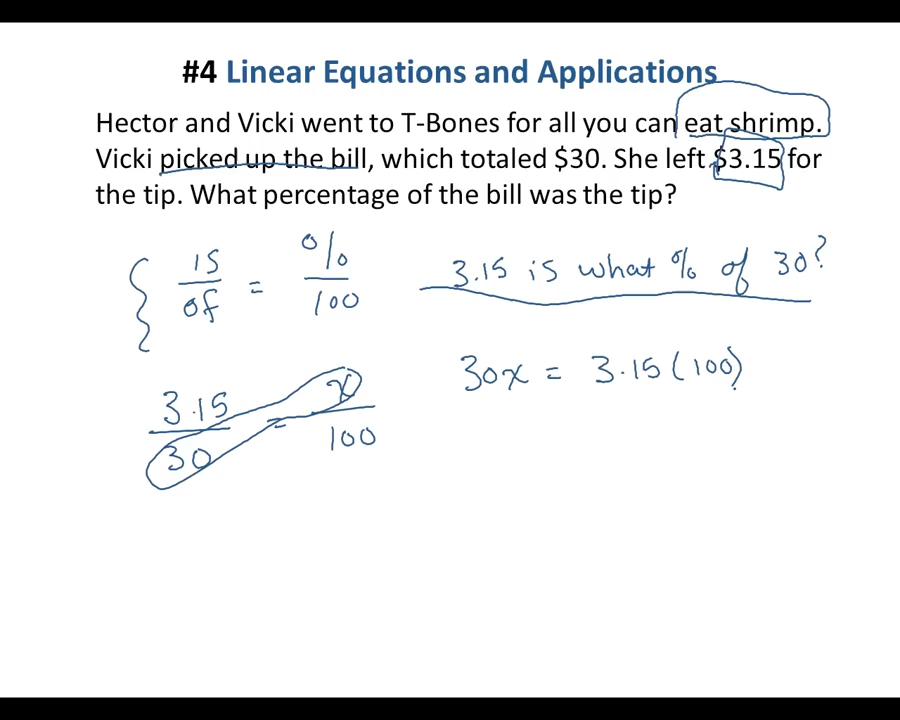 #4 Linear Equations and Applications
Hector and Vicki went to T-Bones for all you can eat shrimp.
Vicki picked up the bill, which totaled $30. She left $3.15 for
the tip. What percentage of the bill was the tip?
is/of = %/100
3.15 is what % of 30?
3.15/30 = x/100
30x = 3.15(100)